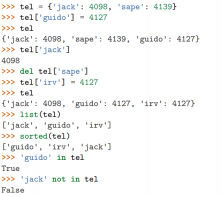 >>> tel = {'jack': 4098, 'sape': 4139}
>>> tel['guido'] = 4127
>>> tel
{'jack': 4098, 'sape': 4139, 'guido': 4127}
>>> tel['jack']
4098
>>> del tel['sape']
>>> tel['irv'] = 4127
>>> tel
{'jack': 4098, 'guido': 4127, 'irv': 4127}
>>> list(tel)
['jack', 'guido', 'irv']
>>> sorted(tel)
['guido', 'irv', 'jack']
>>> 'guido' in tel
True
>>> 'jack' not in tel
False